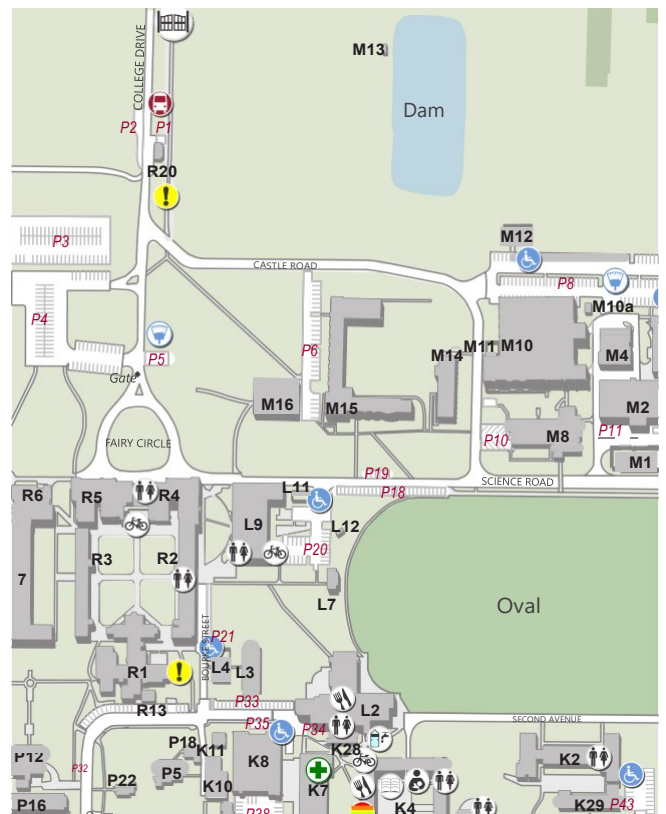 COLLEGE DRIVE
M13
Dam
P2
P1
R20
M12
P3
CASTLE ROAD
P8
M10a
P4
P6
M11
M10
M14
M4
P5
Gate
M16
M15
M2
P11
P10
M8
FAIRY CIRCLE
M1
P19
P18
SCIENCE ROAD
R6
R5
R4
L11
L9
L12
P20
R3
R2
7
L7
Oval
BOURKE STREET
P21
L4
L3
R1
R13
P33
L2
P35
P34
SECOND AVENUE
P18
K11
K28
P12
P32
P5
K8
K2
P22
K10
K7
K4
P16
P38
K29
P43